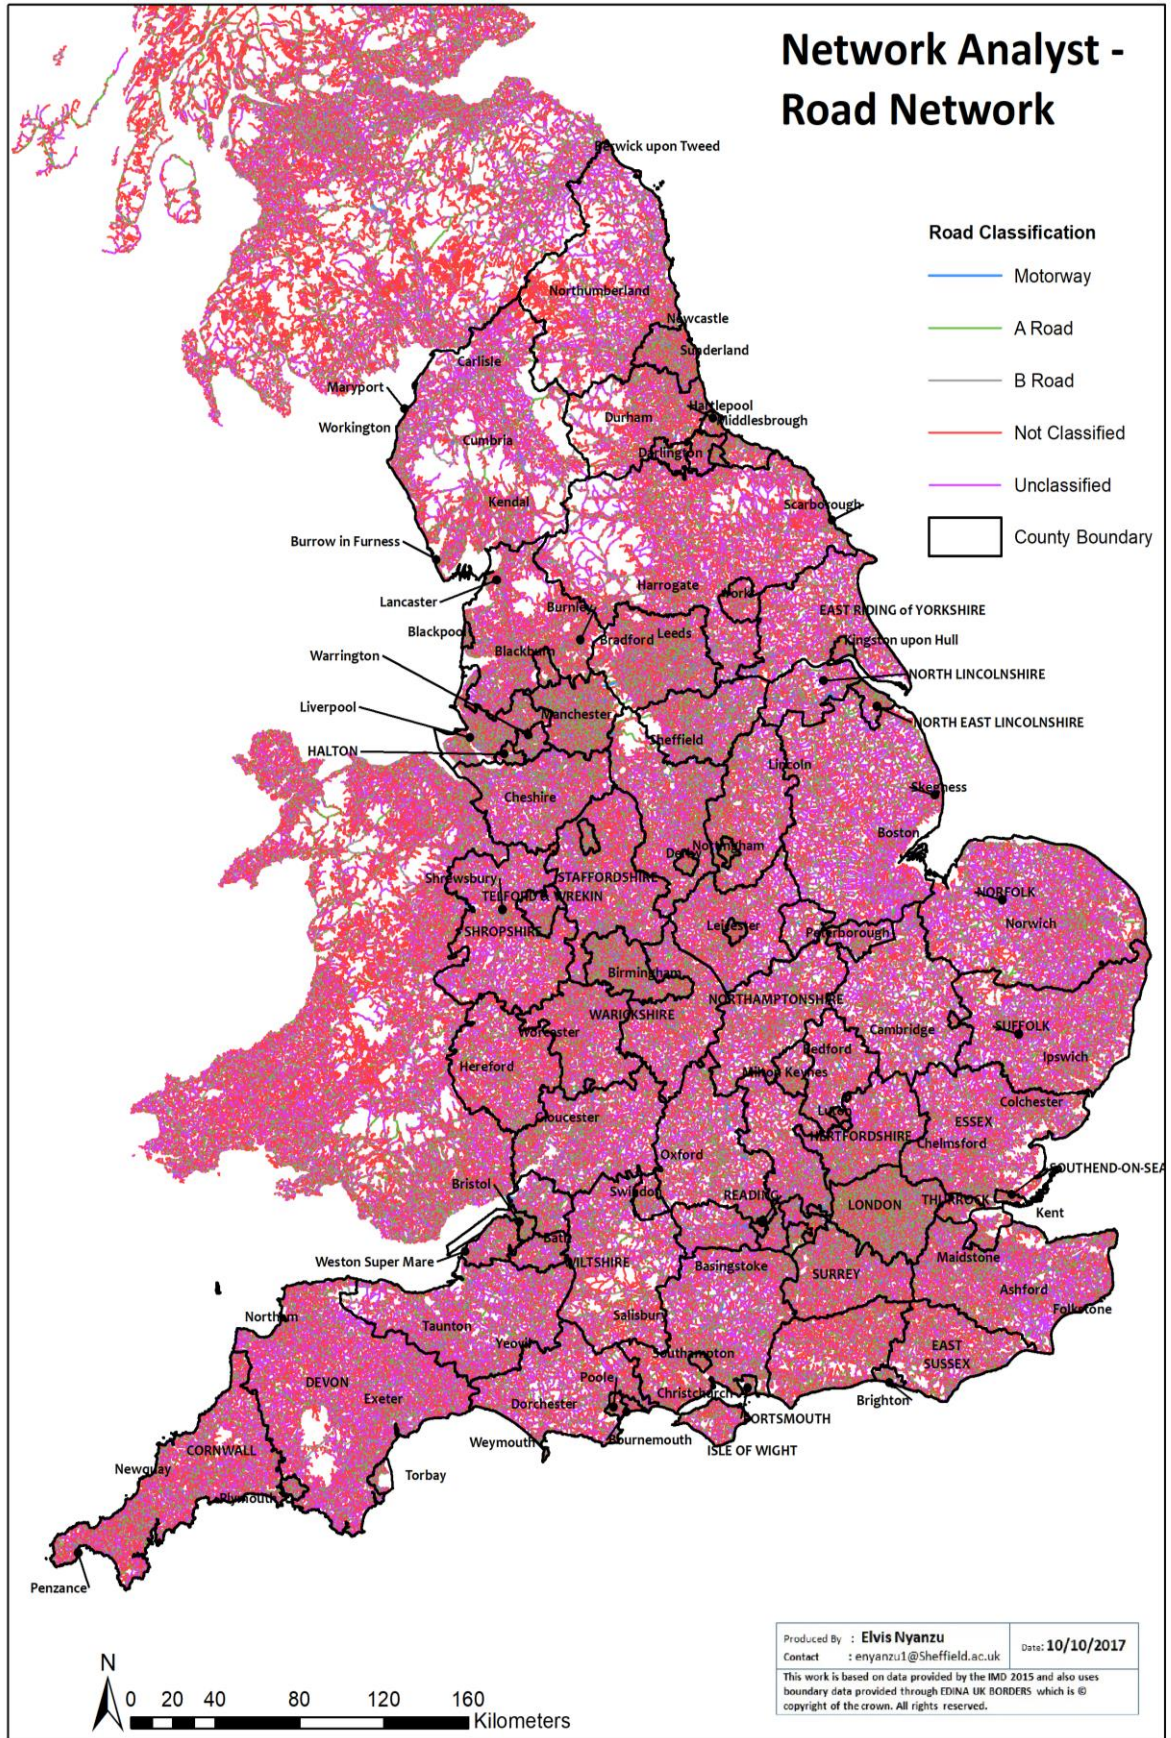 Network Analyst -
Road Network
Berwick upon Tweed
Road Classification
Motorway
A Road
B Road
Not Classified
Unclassified
County Boundary
Northumberland
Newcastle
Sunderland
Carlisle
Maryport
Workington
Hartlepool
Durham
Middlesbrough
Cumbria
Darlington
Kendal
Scarborough
Burrow in Furness
Harrogate
York
Lancaster
Burnley
EAST RIDING of YORKSHIRE
Blackpool
Bradford
Leeds
Kingston upon Hull
Blackburn
Warrington
NORTH LINCOLNSHIRE
Liverpool
Manchester
NORTH EAST LINCOLNSHIRE
Sheffield
HALTON
Lincoln
Skegness
Cheshire
Boston
Nottingham
Derby
Shrewsbury
STAFFORDSHIRE
TELFORD & WREKIN
NORFOLK
Norwich
SHROPSHIRE
Leicester
Peterborough
Birmingham
NORTHAMPTONSHIRE
WARICKSHIRE
Worcester
Cambridge
SUFFOLK
Bedford
Ipswich
Hereford
Milton Keynes
Colchester
Luton
Gloucester
ESSEX
HERTFORDSHIRE
Chelmsford
Oxford
SOUTHEND-ON-SEA
Bristol
Swindon
READING
LONDON
THURROCK
Kent
Bath
Weston Super Mare
WILTSHIRE
Basingstoke
Maidstone
SURREY
Ashford
Folkstone
Northam
Taunton
Salisbury
Yeovil
Southampton
EAST
SUSSEX
DEVON
Exeter
Poole
Christchurch
Brighton
Dorchester
PORTSMOUTH
Weymouth
Bournemouth
ISLE OF WIGHT
CORNWALL
Newquay
Torbay
Plymouth
Penzance
N
0 20 40 80 120 160
Kilometers
Produced By : Elvis Nyanzu
Contact : enyanzu1@Sheffield.ac.uk
Date: 10/10/2017
This work is based on data provided by the IMD 2015 and also uses
boundary data provided through EDINA UK BORDERS which is ©
copyright of the crown. All rights reserved.